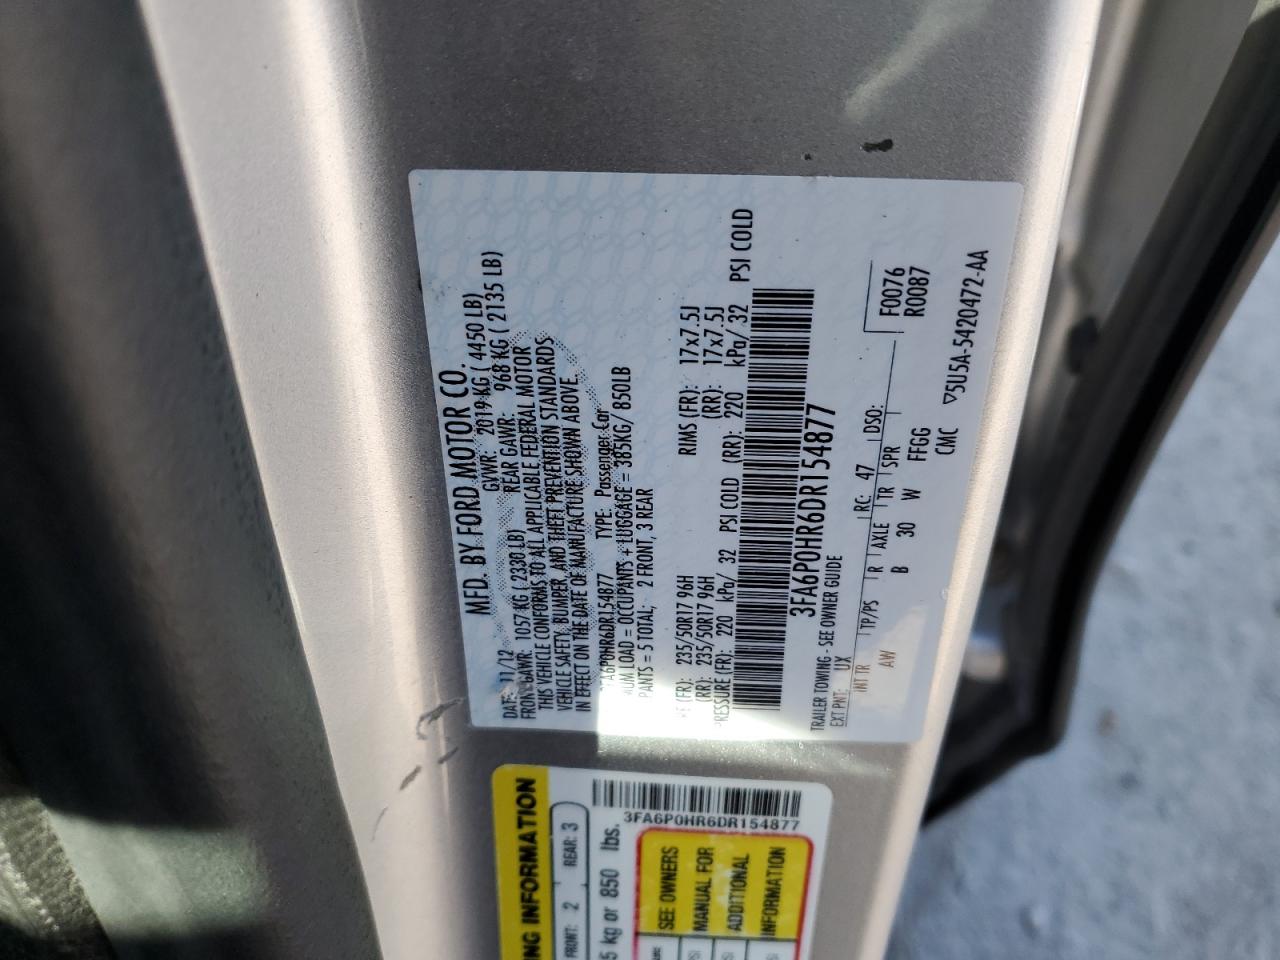 MFD. BY FORD MOTOR CO.
DATE: 11/12 GVWR: 2019 KG ( 4450 LB)
FRONT GAWR: 1057 KG ( 2330 LB) REAR GAWR: 968 KG ( 2135 LB)
THIS VEHICLE CONFORMS TO ALL APPLICABLE FEDERAL MOTOR
VEHICLE SAFETY, BUMPER, AND THEFT PREVENTION STANDARDS
IN EFFECT ON THE DATE OF MANUFACTURE SHOWN ABOVE.
3FA6P0HR6DR154877 TYPE: Passenger Car
LOAD = OCCUPANTS + LUGGAGE = 385KG/ 850LB
PANTS = 5 TOTAL; 2 FRONT, 3 REAR
(FR): 235/50R17 96H RIMS (FR): 17x7.5J
(RR): 235/50R17 96H (RR): 17x7.5J
PRESSURE (FR): 220 kPa/ 32 PSI COLD (RR): 220 kPa/ 32 PSI COLD
3FA6P0HR6DR154877
TRAILER TOWING - SEE OWNER GUIDE
EXT PNT: UX RC: 47 DSO: F0076
R0087
INT TR TP/PS R AXLE TR SPR
AW B 30 W FFGG
CMC
▽5U5A-5420472-AA
3FA6P0HR6DR154877
INFORMATION
FRONT: 2 REAR: 3
5 kg or 850 lbs.
SEE OWNERS
MANUAL FOR
ADDITIONAL
INFORMATION